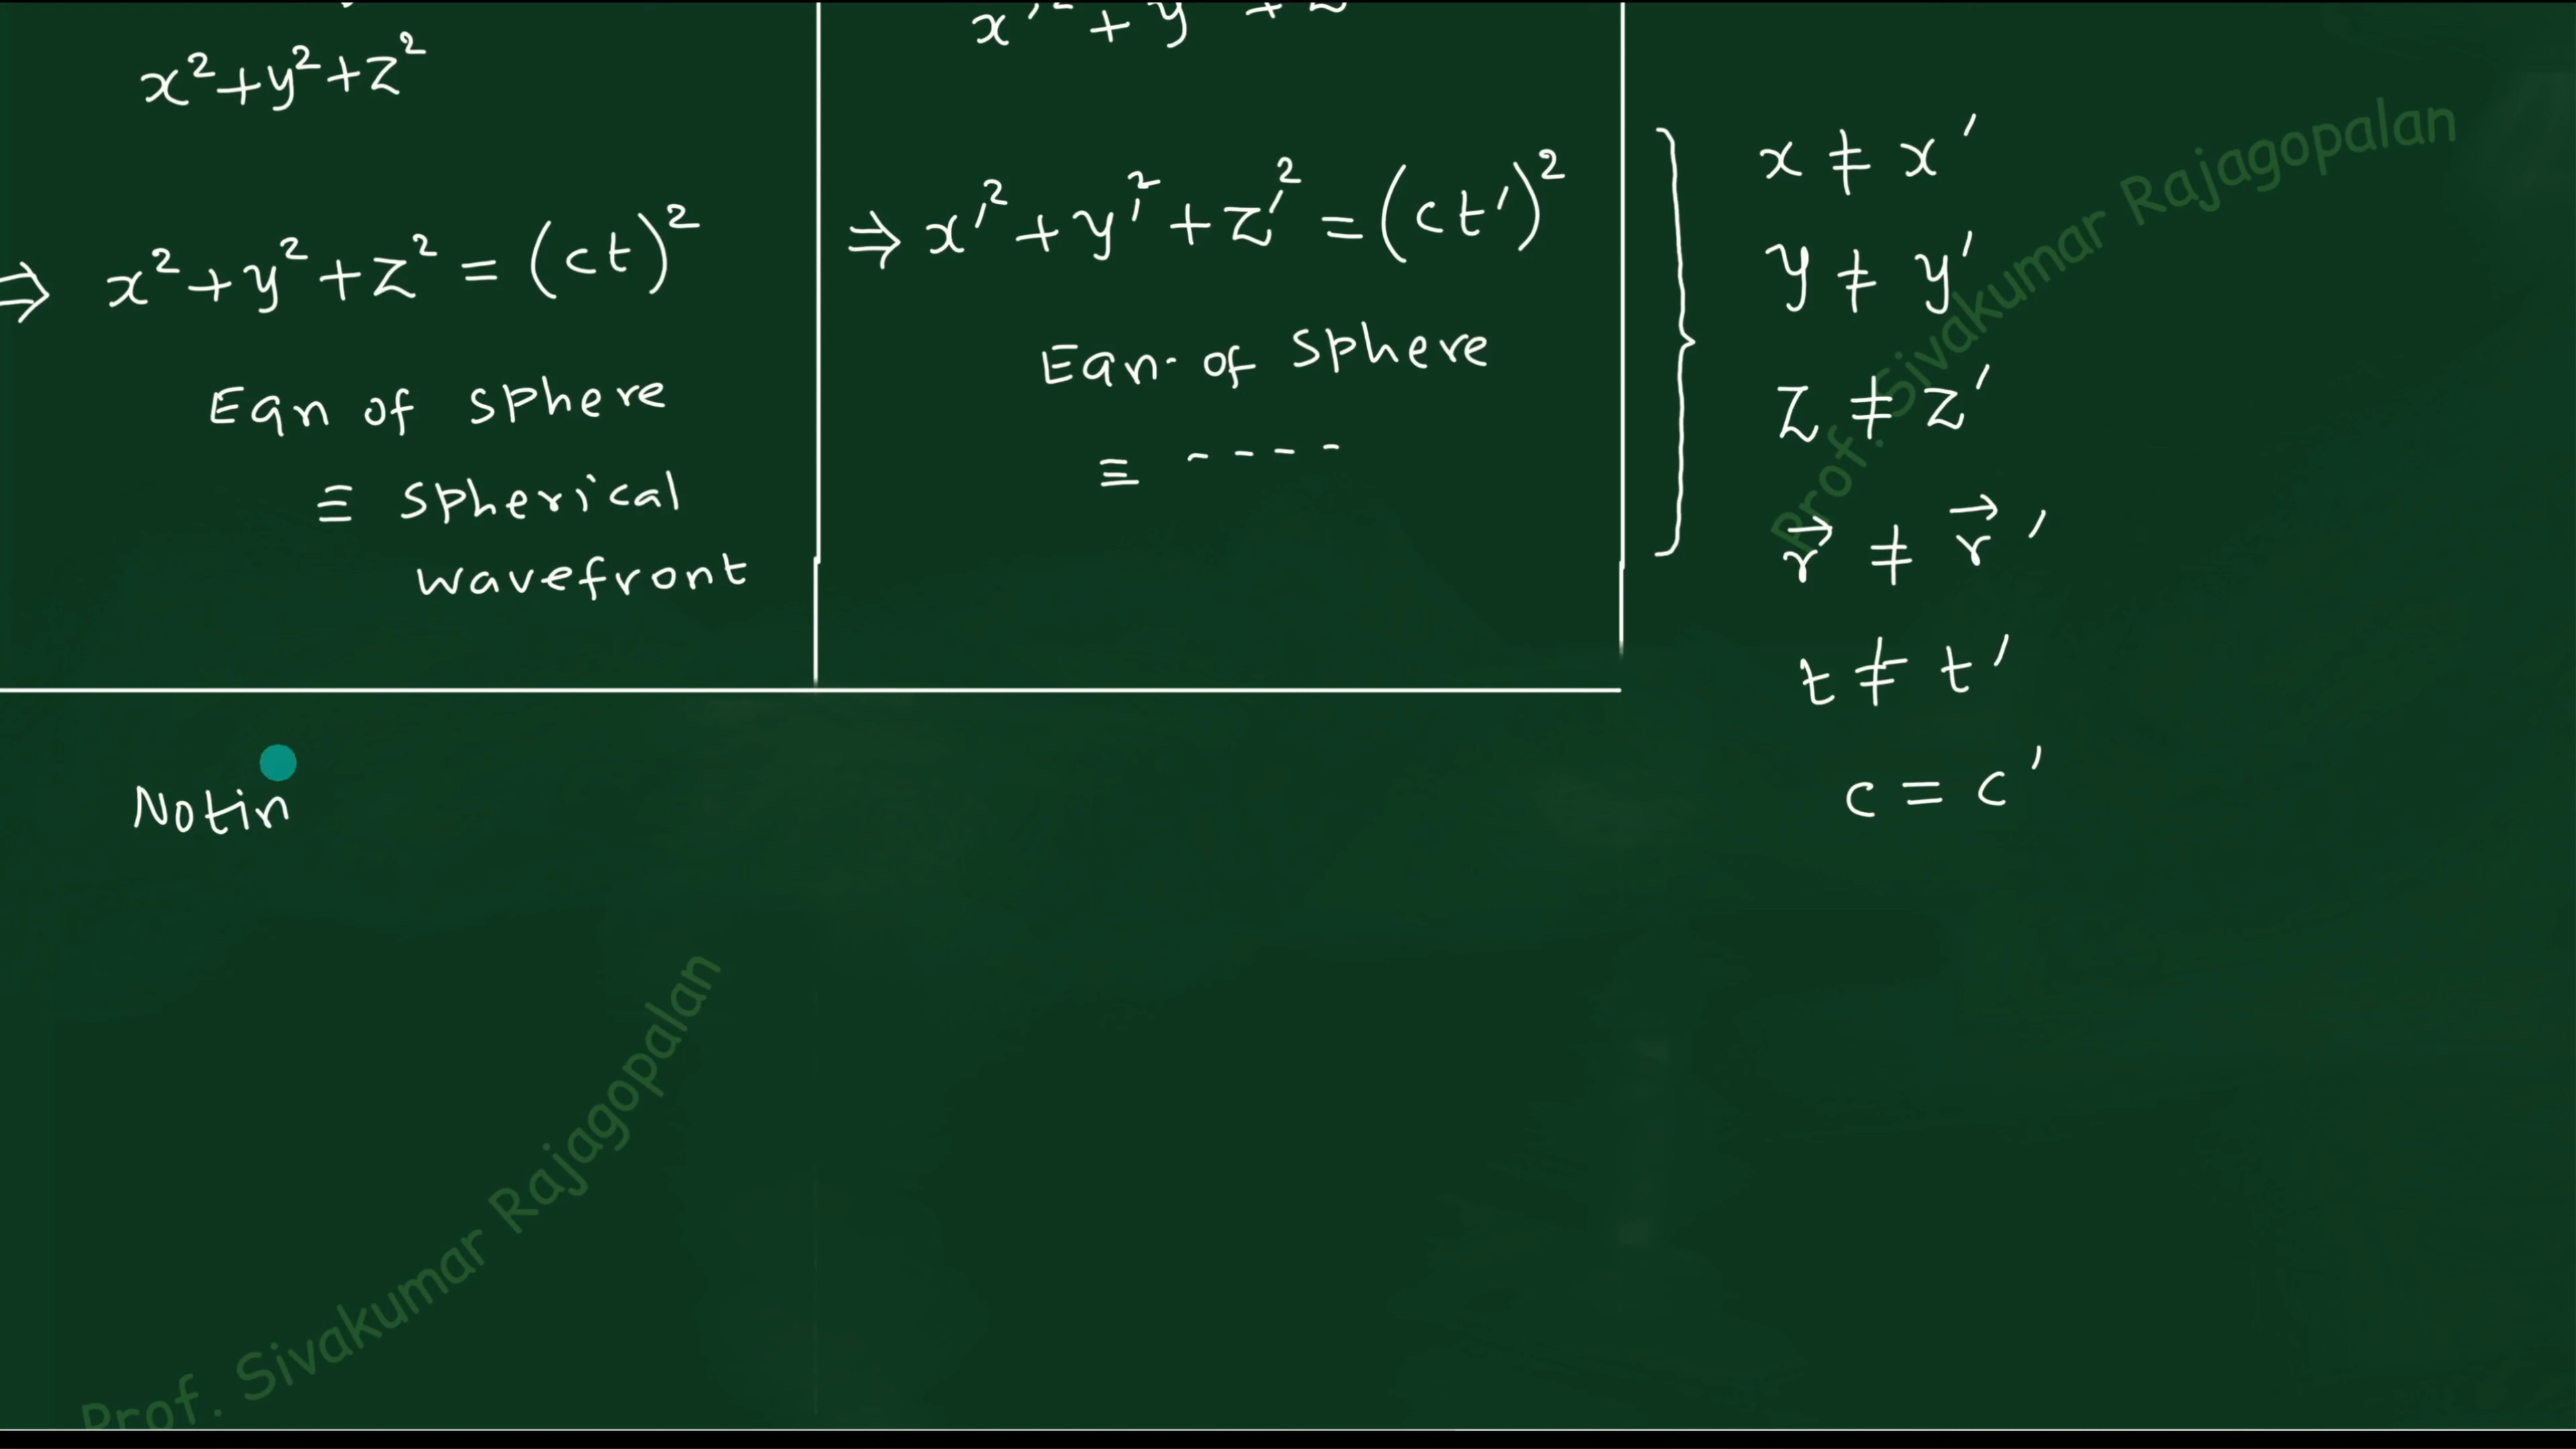 x² + y² + z²
⇒ x² + y² + z² = (ct)²
Eqn of sphere
≡ spherical
wavefront
x′² + y + z
⇒ x′² + y′² + z′² = (ct′)²
Eqn. of sphere
≡ ----
x ≠ x′
y ≠ y′
z ≠ z′
r⃗ ≠ r⃗′
t ≠ t′
c = c′
Notin
Prof. Sivakumar Rajagopalan
Prof. Sivakumar Rajagopalan